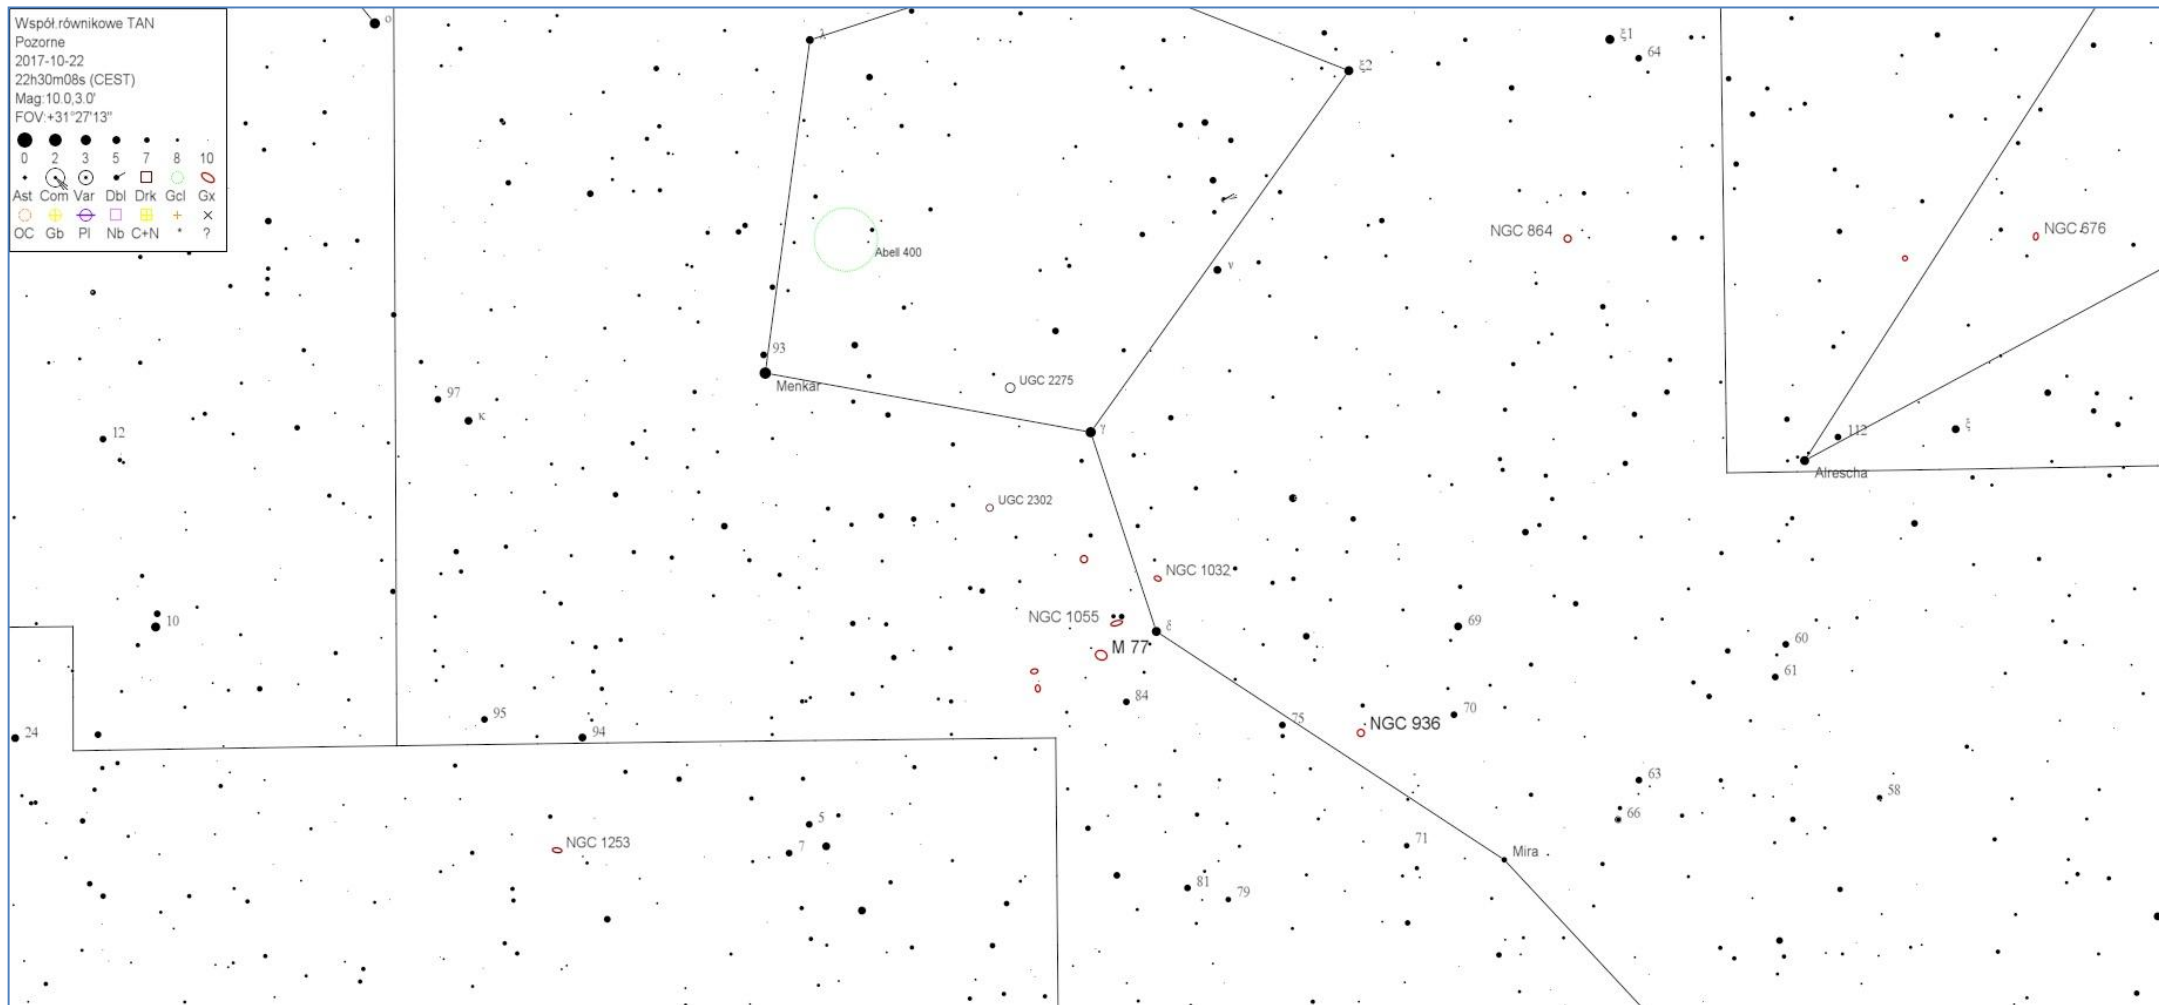 Współ.równikowe TAN
Pozorne
2017-10-22
22h30m08s (CEST)
Mag:10.0,3.0'
FOV:+31°27'13"
0 2 3 5 7 8 10
Ast Com Var Dbl Drk Gcl Gx
OC Gb Pl Nb C+N * ?
ο
λ
ξ2
ξ1
64
NGC 864
NGC 676
Abell 400
ν
93
Menkar
UGC 2275
97
κ
12
γ
112
ξ
Alrescha
UGC 2302
NGC 1032
NGC 1055
10
δ
69
M 77
60
61
84
95
94
75
NGC 936
70
24
63
58
66
5
NGC 1253
7
71
Mira
81
79